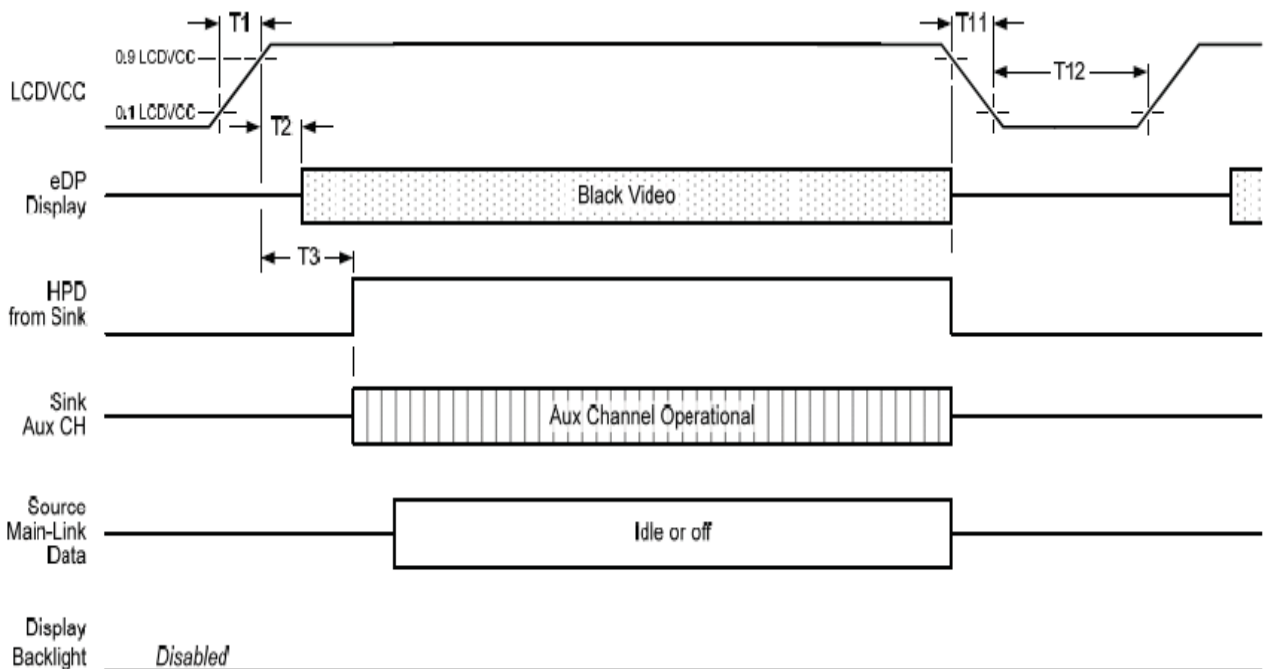 T1
T11
0.9 LCDVCC
T12
LCDVCC
0.1 LCDVCC
T2
eDP
Display
Black Video
T3
HPD
from Sink
Sink
Aux CH
Aux Channel Operational
Source
Main-Link
Data
Idle or off
Display
Backlight
Disabled